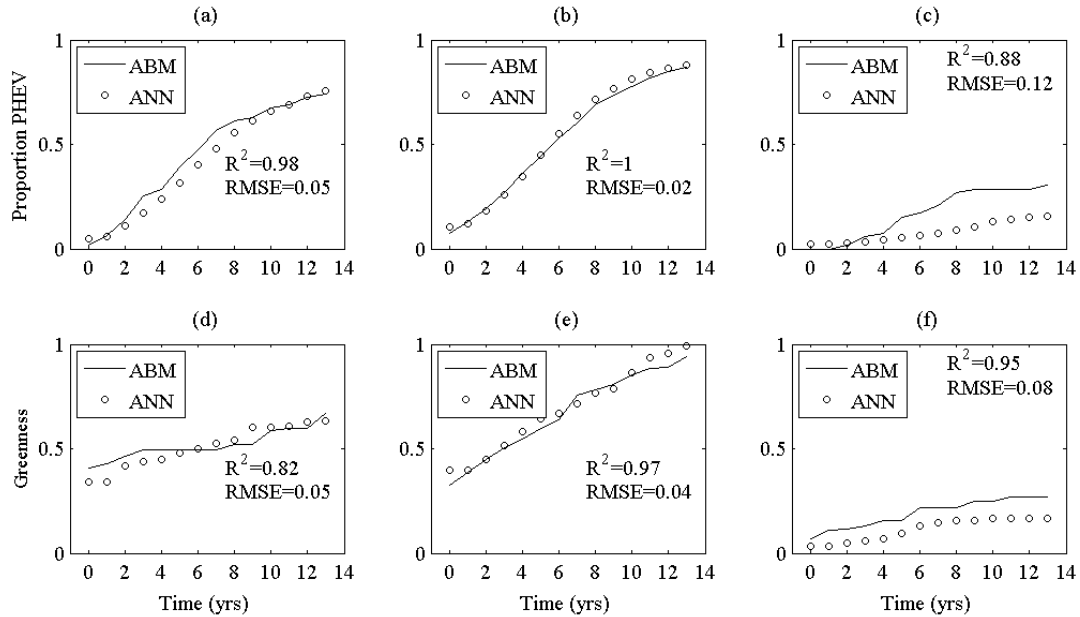 (a)
1
ABM
ANN
0.5
R²=0.98
RMSE=0.05
0
0 2 4 6 8 10 12 14
Proportion PHEV
(b)
1
ABM
ANN
0.5
R²=1
RMSE=0.02
0
0 2 4 6 8 10 12 14
(c)
1
ABM
ANN
R²=0.88
RMSE=0.12
0.5
0
0 2 4 6 8 10 12 14
(d)
1
ABM
ANN
0.5
R²=0.82
RMSE=0.05
0
0 2 4 6 8 10 12 14
Greenness
Time (yrs)
(e)
1
ABM
ANN
0.5
R²=0.97
RMSE=0.04
0
0 2 4 6 8 10 12 14
Time (yrs)
(f)
1
ABM
ANN
R²=0.95
RMSE=0.08
0.5
0
0 2 4 6 8 10 12 14
Time (yrs)